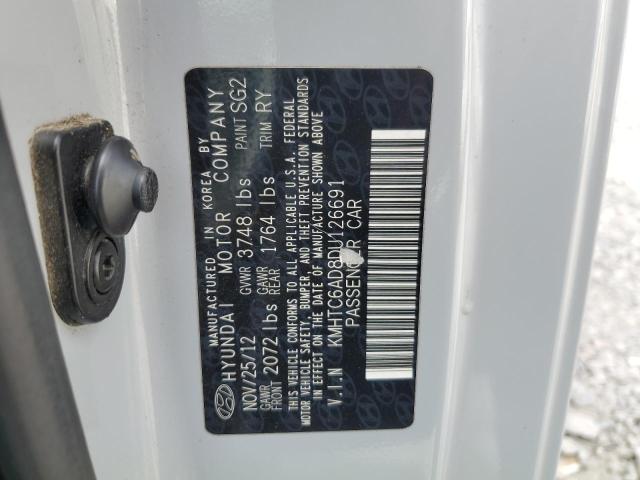 MANUFACTURED IN KOREA BY
HYUNDAI MOTOR COMPANY
NOV/25/12 GVWR 3748 lbs PAINT SG2
GAWR FRONT 2072 lbs GAWR REAR 1764 lbs TRIM RY
THIS VEHICLE CONFORMS TO ALL APPLICABLE U.S.A. FEDERAL
MOTOR VEHICLE SAFETY, BUMPER, AND THEFT PREVENTION STANDARDS
IN EFFECT ON THE DATE OF MANUFACTURE SHOWN ABOVE
V.I.N KMHTC6AD8DU126691
PASSENGER CAR